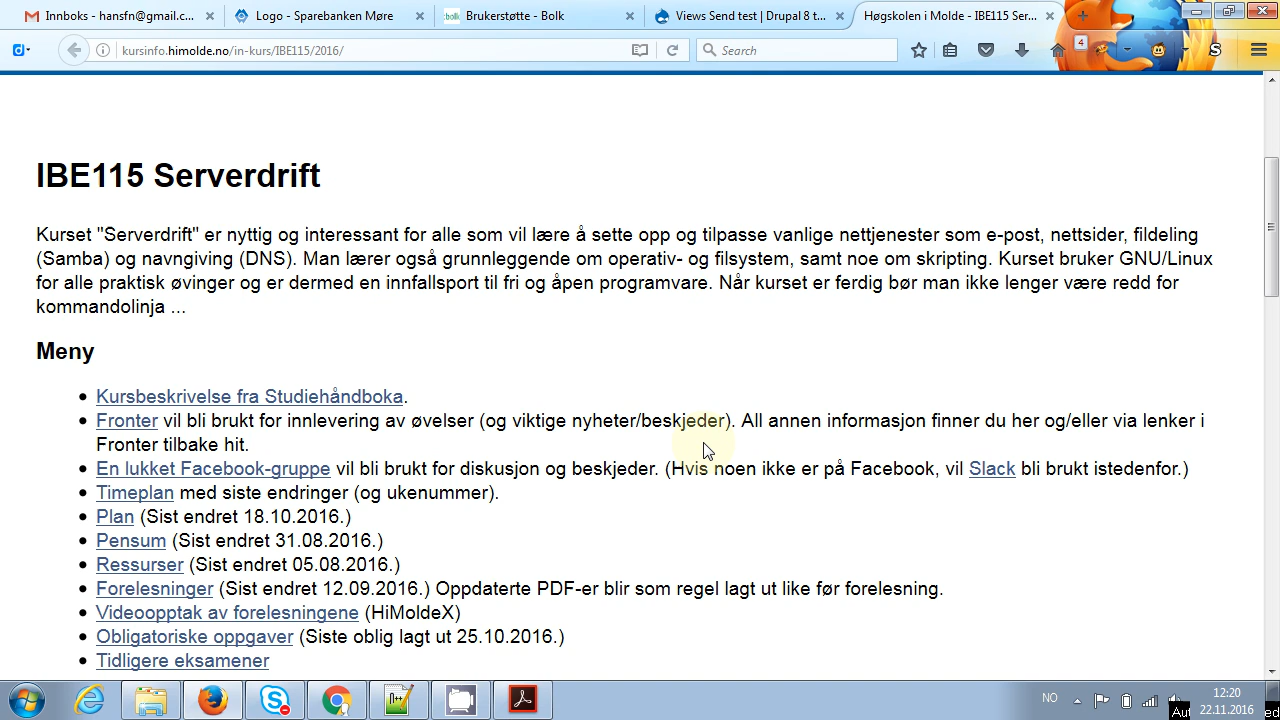 Innboks - hansfn@gmail.c...
Logo - Sparebanken Møre
Brukerstøtte - Bolk
Views Send test | Drupal 8 t...
Høgskolen i Molde - IBE115 Ser...
kursinfo.himolde.no/in-kurs/IBE115/2016/
Search
4
IBE115 Serverdrift
Kurset "Serverdrift" er nyttig og interessant for alle som vil lære å sette opp og tilpasse vanlige nettjenester som e-post, nettsider, fildeling
(Samba) og navngiving (DNS). Man lærer også grunnleggende om operativ- og filsystem, samt noe om skripting. Kurset bruker GNU/Linux
for alle praktisk øvinger og er dermed en innfallsport til fri og åpen programvare. Når kurset er ferdig bør man ikke lenger være redd for
kommandolinja ...
Meny
Kursbeskrivelse fra Studiehåndboka.
Fronter vil bli brukt for innlevering av øvelser (og viktige nyheter/beskjeder). All annen informasjon finner du her og/eller via lenker i
Fronter tilbake hit.
En lukket Facebook-gruppe vil bli brukt for diskusjon og beskjeder. (Hvis noen ikke er på Facebook, vil Slack bli brukt istedenfor.)
Timeplan med siste endringer (og ukenummer).
Plan (Sist endret 18.10.2016.)
Pensum (Sist endret 31.08.2016.)
Ressurser (Sist endret 05.08.2016.)
Forelesninger (Sist endret 12.09.2016.) Oppdaterte PDF-er blir som regel lagt ut like før forelesning.
Videoopptak av forelesningene (HiMoldeX)
Obligatoriske oppgaver (Siste oblig lagt ut 25.10.2016.)
Tidligere eksamener
NO
12:20
22.11.2016